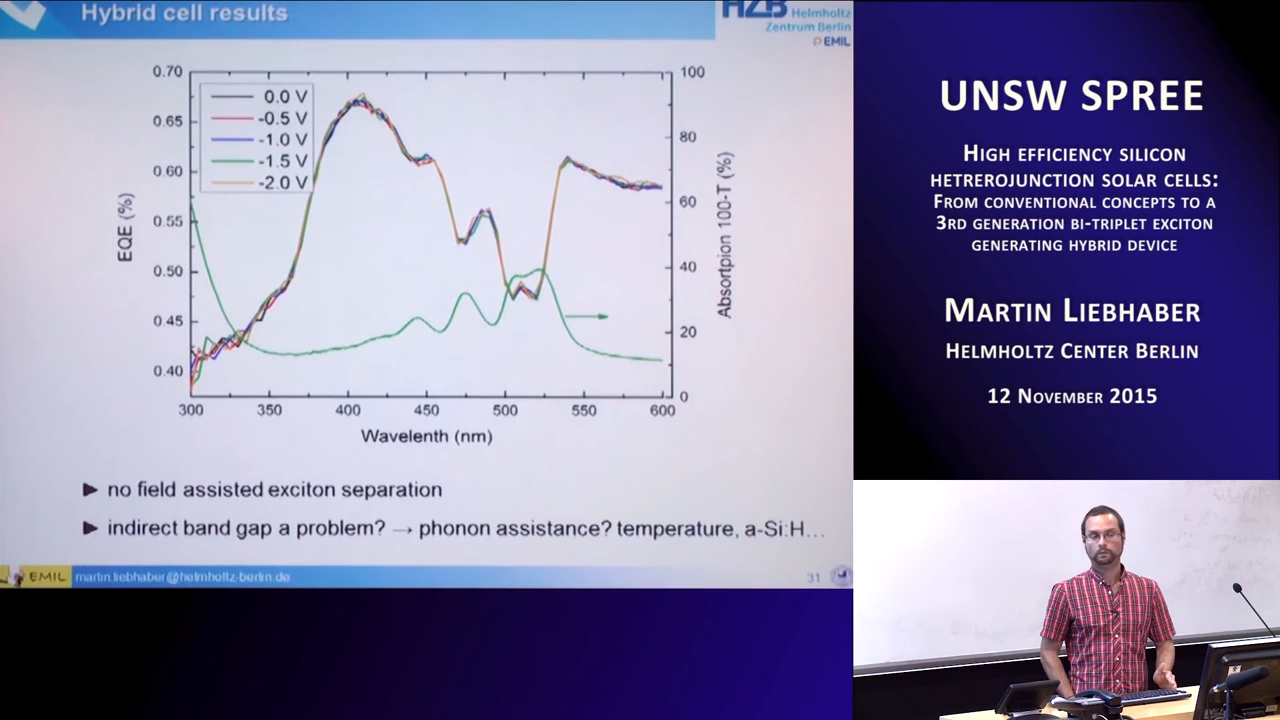 Hybrid cell results
HZB Helmholtz
Zentrum Berlin
EMIL
0.70
0.65
0.60
0.55
0.50
0.45
0.40
EQE (%)
0.0 V
-0.5 V
-1.0 V
-1.5 V
-2.0 V
100
80
60
40
20
0
Absortpion 100-T (%)
300 350 400 450 500 550 600
Wavelenth (nm)
► no field assisted exciton separation
► indirect band gap a problem? → phonon assistance? temperature, a-Si:H…
EMIL martin.liebhaber@helmholtz-berlin.de 31
UNSW SPREE
High efficiency silicon
hetrerojunction solar cells:
From conventional concepts to a
3rd generation bi-triplet exciton
generating hybrid device
Martin Liebhaber
Helmholtz Center Berlin
12 November 2015